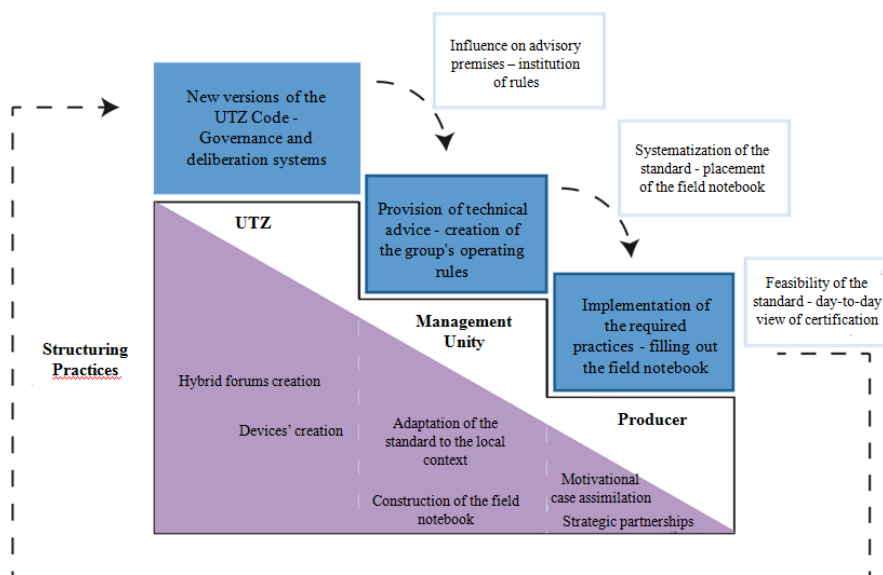 Influence on advisory
premises – institution
of rules
New versions of the
UTZ Code -
Governance and
deliberation systems
Systematization of the
standard - placement
of the field notebook
UTZ
Provision of technical
advice - creation of
the group's operating
rules
Feasibility of the
standard - day-to-day
view of certification
Implementation of
the required
practices - filling out
the field notebook
Management
Unity
Structuring
Practices
Hybrid forums creation
Producer
Devices' creation
Adaptation of the
standard to the local
context
Motivational
case assimilation
Construction of the field
notebook
Strategic partnerships